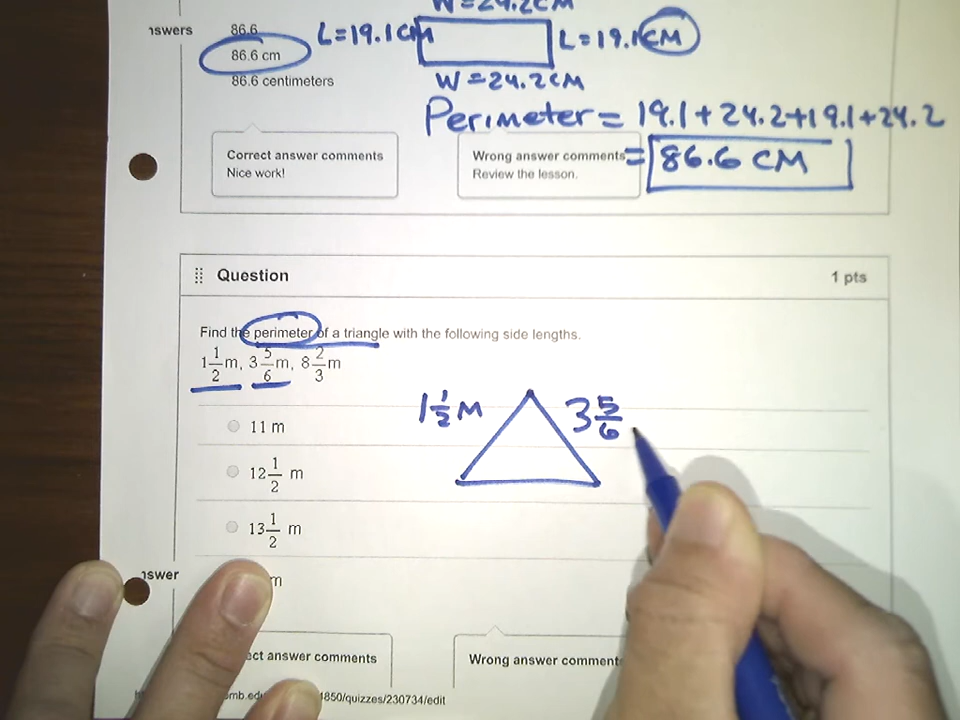 W=24.2CM
ınswers 86.6 L=19.1CM L=19.1CM
86.6 cm
86.6 centimeters W=24.2CM
Perimeter= 19.1+24.2+19.1+24.2
Correct answer comments Wrong answer comments = 86.6 CM
Nice work! Review the lesson.
Question 1 pts
Find the perimeter of a triangle with the following side lengths.
1 1/2 m, 3 5/6 m, 8 2/3 m
1 1/2 M 3 5/6
11 m
12 1/2 m
13 1/2 m
nswer m
ect answer comments Wrong answer comment
1850/quizzes/230734/edit